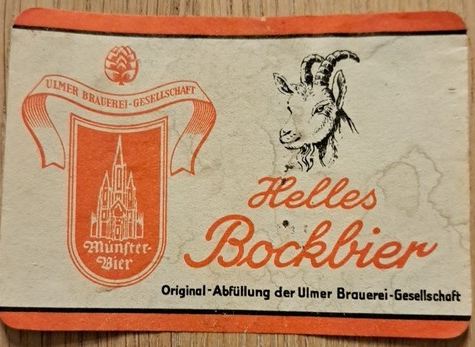 ULMER BRAUEREI-GESELLSCHAFT
Münster-
Bier
Helles
Bockbier
Original-Abfüllung der Ulmer Brauerei-Gesellschaft